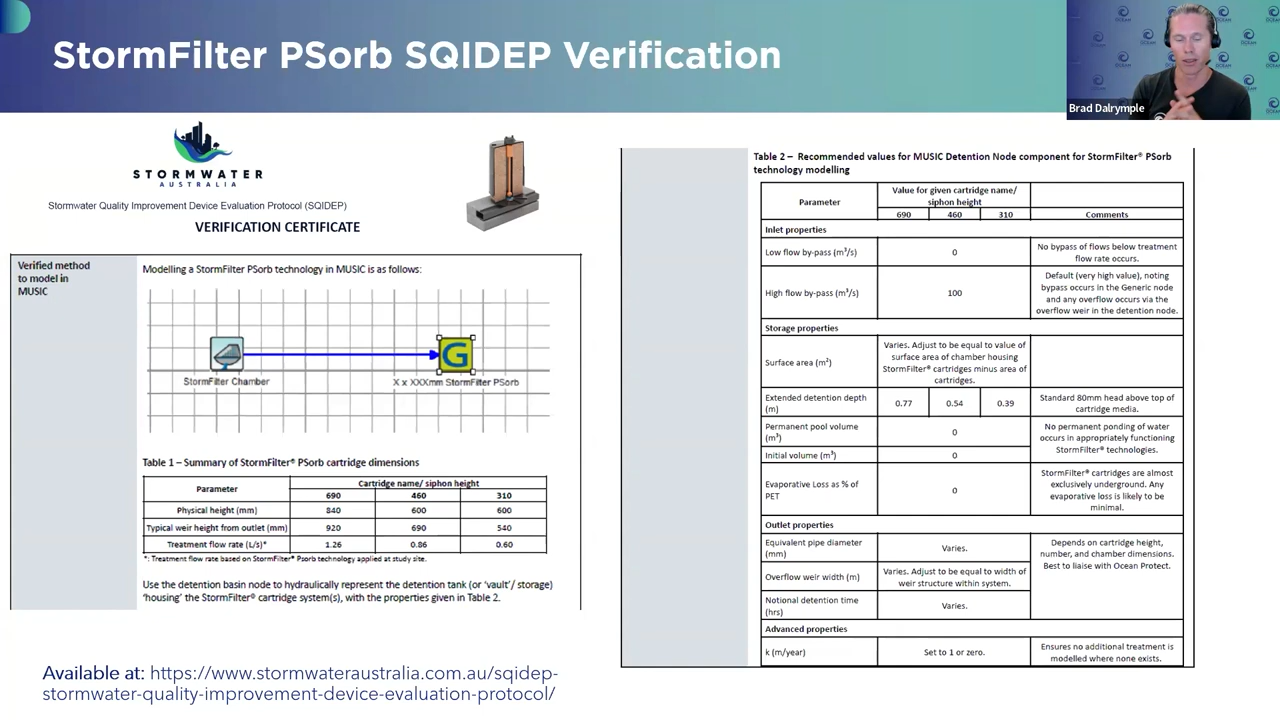 StormFilter PSorb SQIDEP Verification
Brad Dalrymple
STORMWATER
AUSTRALIA
Stormwater Quality Improvement Device Evaluation Protocol (SQIDEP)
VERIFICATION CERTIFICATE
Verified method
to model in
MUSIC
Modelling a StormFilter PSorb technology in MUSIC is as follows:
G
StormFilter Chamber
X x XXXmm StormFilter PSorb
Table 1 – Summary of StormFilter® PSorb cartridge dimensions
Parameter
Cartridge name/ siphon height
690 460 310
Physical height (mm) 840 600 600
Typical weir height from outlet (mm) 920 690 540
Treatment flow rate (L/s)* 1.26 0.86 0.60
*: Treatment flow rate based on StormFilter® Psorb technology applied at study site.
Use the detention basin node to hydraulically represent the detention tank (or 'vault'/ storage)
'housing' the StormFilter® cartridge system(s), with the properties given in Table 2.
Available at: https://www.stormwateraustralia.com.au/sqidep-
stormwater-quality-improvement-device-evaluation-protocol/
Table 2 – Recommended values for MUSIC Detention Node component for StormFilter® PSorb
technology modelling
Parameter
Value for given cartridge name/
siphon height
690 460 310 Comments
Inlet properties
Low flow by-pass (m³/s) 0
No bypass of flows below treatment
flow rate occurs.
High flow by-pass (m³/s) 100
Default (very high value), noting
bypass occurs in the Generic node
and any overflow occurs via the
overflow weir in the detention node.
Storage properties
Surface area (m²)
Varies. Adjust to be equal to value of
surface area of chamber housing
StormFilter® cartridges minus area of
cartridges.
Extended detention depth
(m)
0.77 0.54 0.39
Standard 80mm head above top of
cartridge media.
Permanent pool volume
(m³)
0
Initial volume (m³) 0
No permanent ponding of water
occurs in appropriately functioning
StormFilter® technologies.
Evaporative Loss as % of
PET
0
StormFilter® cartridges are almost
exclusively underground. Any
evaporative loss is likely to be
minimal.
Outlet properties
Equivalent pipe diameter
(mm)
Varies.
Overflow weir width (m)
Varies. Adjust to be equal to width of
weir structure within system.
Notional detention time
(hrs)
Varies.
Depends on cartridge height,
number, and chamber dimensions.
Best to liaise with Ocean Protect.
Advanced properties
k (m/year) Set to 1 or zero.
Ensures no additional treatment is
modelled where none exists.